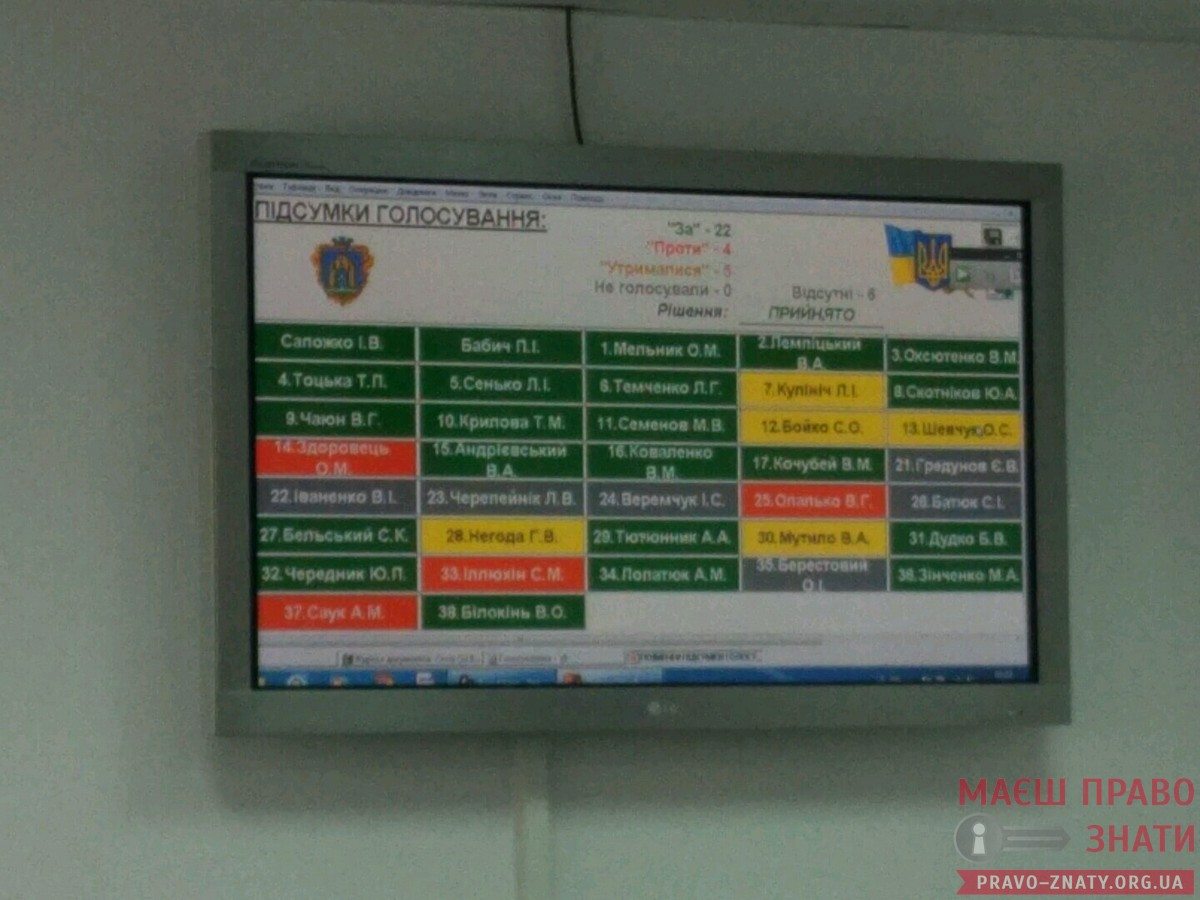 ПІДСУМКИ ГОЛОСУВАННЯ:
"За" - 22
"Проти" - 4
"Утрималися" - 5
Не голосували - 0
Відсутні - 6
Рішення: ПРИЙНЯТО
Сапожко І.В. Бабич П.І. 1.Мельник О.М. 2.Лемпіцький В.А. 3.Оксютенко В.М.
4.Тоцька Т.П. 5.Сенько Л.І. 6.Темченко Л.Г. 7.Кулініч Л.І. 8.Скотніков Ю.А.
9.Чаюн В.Г. 10.Крилова Т.М. 11.Семенов М.В. 12.Бойко С.О. 13.Шевчук О.С.
14.Здоровець О.М. 15.Андрієвський В.А. 16.Коваленко В.М. 17.Кочубей В.М. 21.Гредунов Є.В.
22.Іваненко В.І. 23.Черепейнік Л.В. 24.Веремчук І.С. 25.Опалько В.Г. 26.Батюк С.І.
27.Бельський С.К. 28.Негода Г.В. 29.Тютюнник А.А. 30.Мутило В.А. 31.Дудко Б.В.
32.Чередник Ю.П. 33.Іллюхін С.М. 34.Лопатюк А.М. 35.Берестовий О.І. 36.Зінченко М.А.
37.Саук А.М. 38.Білокінь В.О.
LG
МАЄШ ПРАВО
ЗНАТИ
PRAVO-ZNATY.ORG.UA